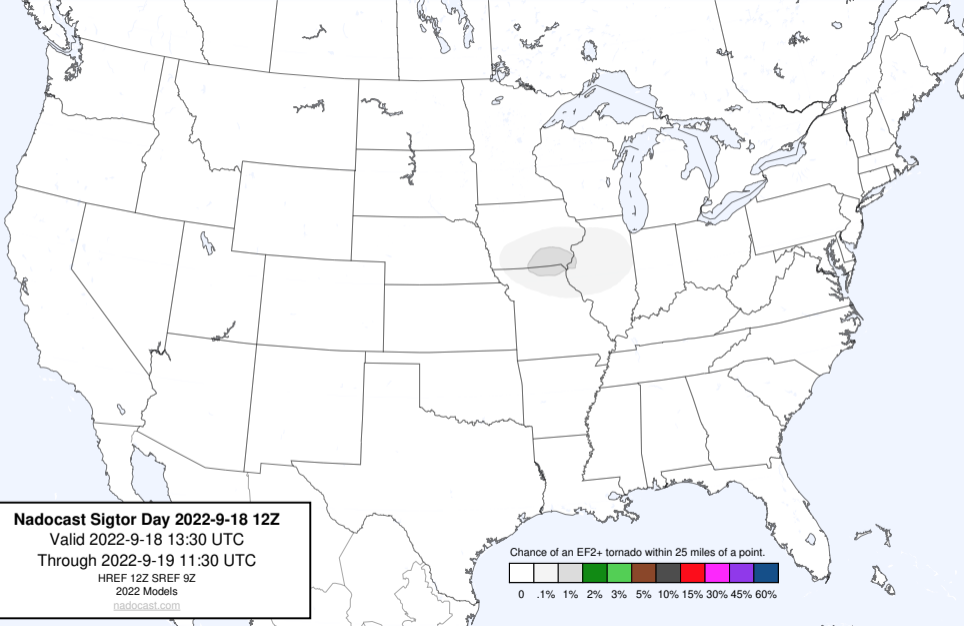 Nadocast Sigtor Day 2022-9-18 12Z
Valid 2022-9-18 13:30 UTC
Through 2022-9-19 11:30 UTC
HREF 12Z SREF 9Z
2022 Models
nadocast.com
Chance of an EF2+ tornado within 25 miles of a point.
0 .1% 1% 2% 3% 5% 10% 15% 30% 45% 60%